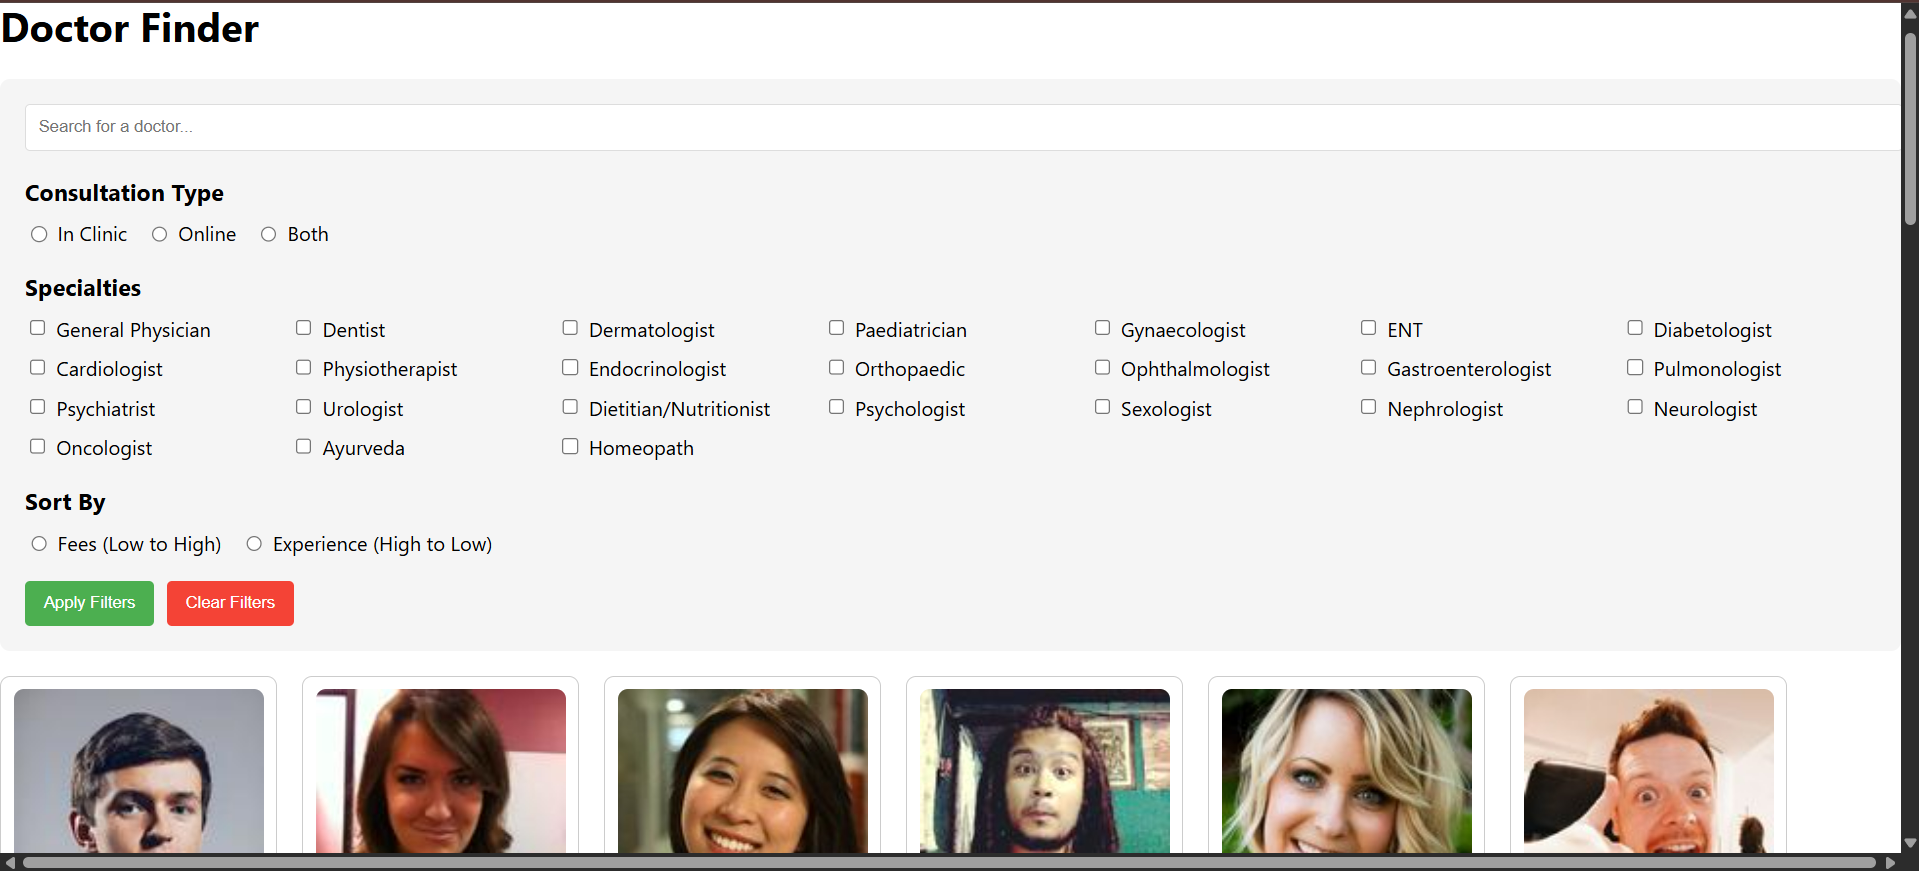 Doctor Finder
Search for a doctor...
Consultation Type
In Clinic Online Both
Specialties
General Physician Dentist Dermatologist Paediatrician Gynaecologist ENT Diabetologist
Cardiologist Physiotherapist Endocrinologist Orthopaedic Ophthalmologist Gastroenterologist Pulmonologist
Psychiatrist Urologist Dietitian/Nutritionist Psychologist Sexologist Nephrologist Neurologist
Oncologist Ayurveda Homeopath
Sort By
Fees (Low to High) Experience (High to Low)
Apply Filters Clear Filters